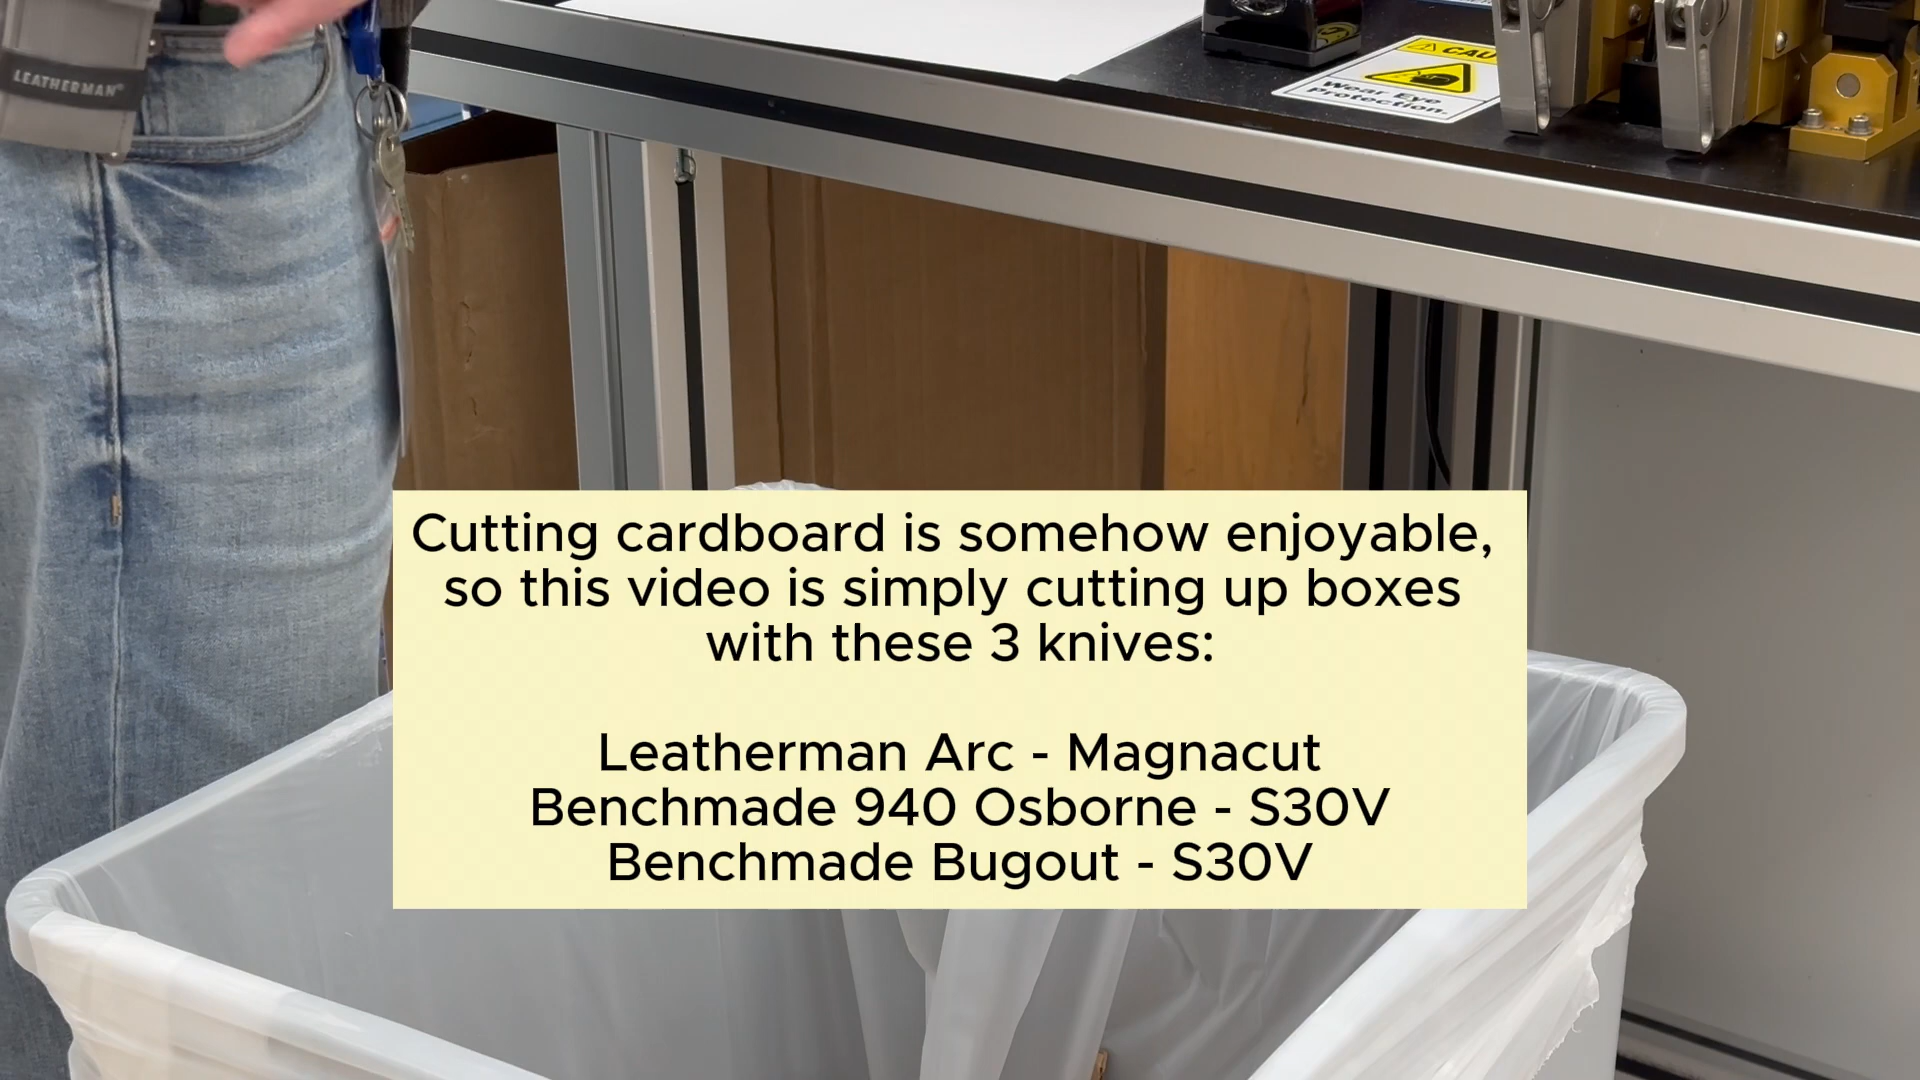 LEATHERMAN®
CAU
Wear Eye
protection.
Cutting cardboard is somehow enjoyable,
so this video is simply cutting up boxes
with these 3 knives:
Leatherman Arc - Magnacut
Benchmade 940 Osborne - S30V
Benchmade Bugout - S30V